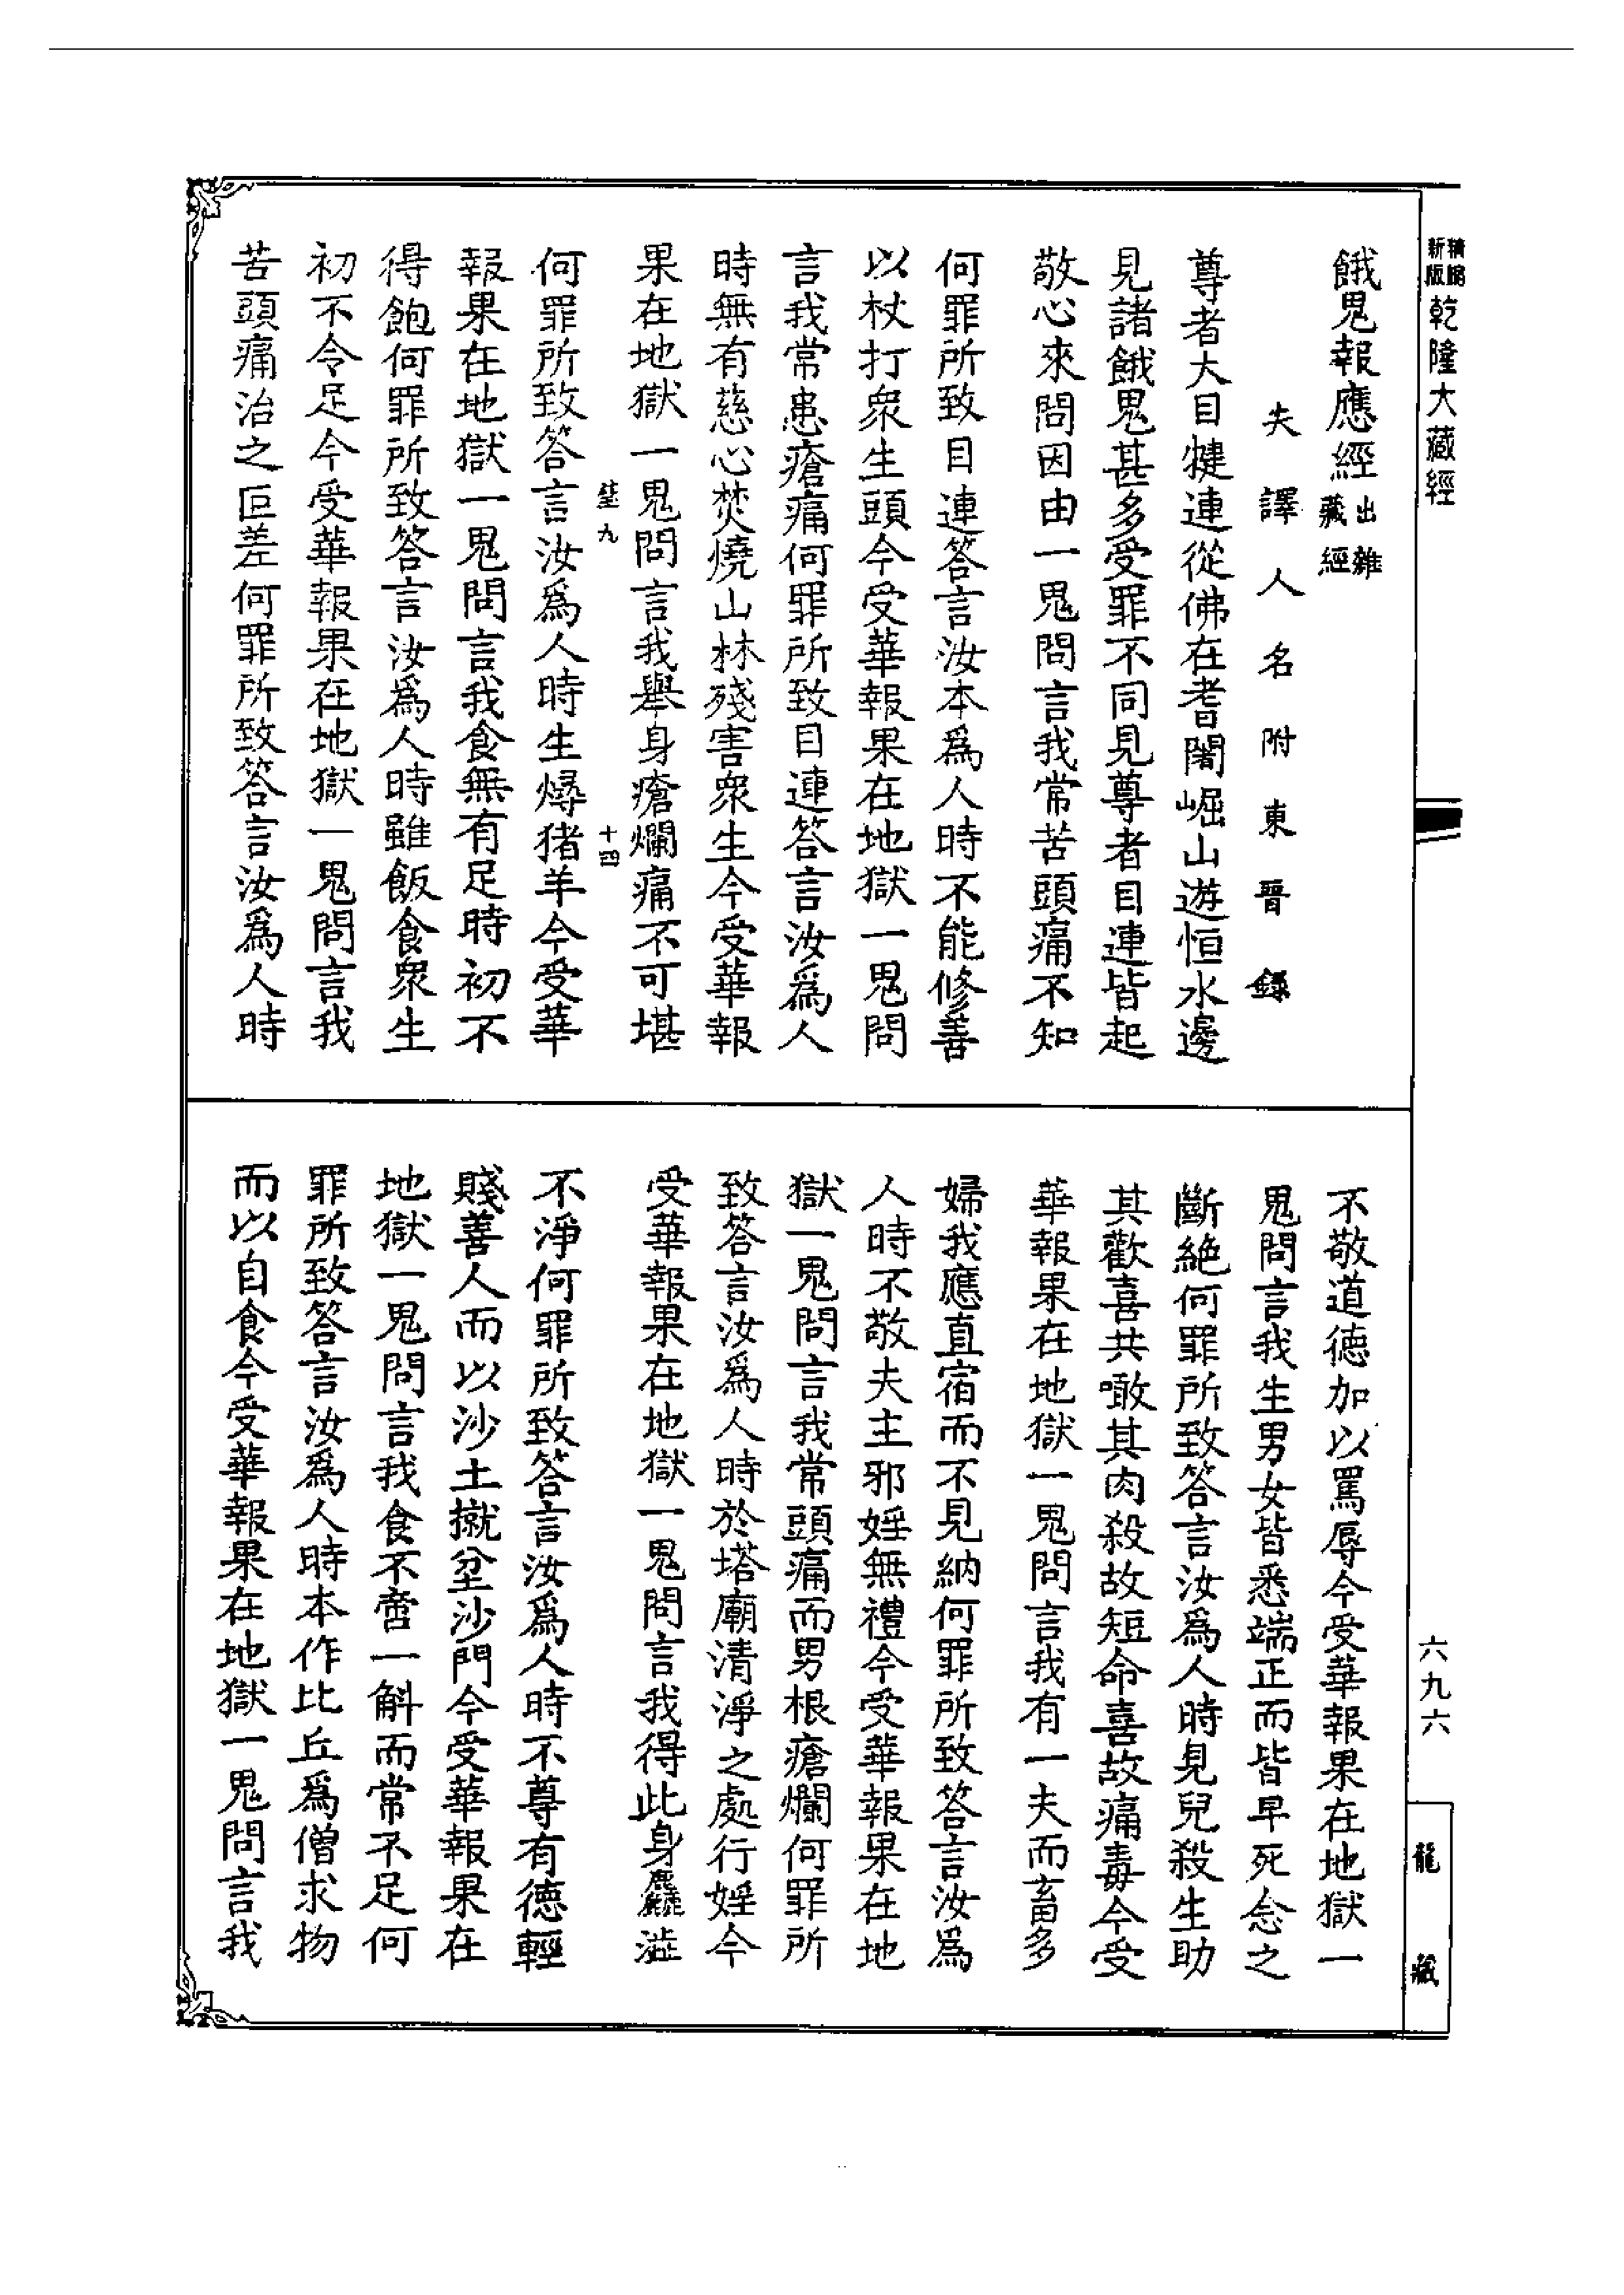 新版
乾隆大藏經
餓鬼報應經 出雜藏經
失譯人名附東晉錄
尊者大目犍連從佛在耆闍崛山遊恒水邊
見諸餓鬼甚多受罪不同見尊者目連皆起
敬心來問因由一鬼問言我常苦頭痛不知
何罪所致目連答言汝本爲人時不能修善
以杖打衆生頭今受華報果在地獄一鬼問
言我常患瘡痛何罪所致目連答言汝爲人
時無有慈心焚燒山林殘害衆生今受華報
果在地獄一鬼問言我舉身瘡爛痛不可堪
九 十四
何罪所致答言汝爲人時生燖猪羊今受華
報果在地獄一鬼問言我食無有足時初不
得飽何罪所致答言汝爲人時雖飯食衆生
初不令足今受華報果在地獄一鬼問言我
苦頭痛治之叵差何罪所致答言汝爲人時
不敬道德加以罵辱今受華報果在地獄一
鬼問言我生男女皆悉端正而皆早死念之
斷絕何罪所致答言汝爲人時見兒殺生助
其歡喜共噉其肉殺故短命喜故痛毒今受
華報果在地獄一鬼問言我有一夫而畜多
婦我應直宿而不見納何罪所致答言汝爲
人時不敬夫主邪婬無禮今受華報果在地
獄一鬼問言我常頭痛而男根瘡爛何罪所
致答言汝爲人時於塔廟清淨之處行婬今
受華報果在地獄一鬼問言我得此身麤澁
不淨何罪所致答言汝爲人時不尊有德輕
賤善人而以沙土撠坌沙門今受華報果在
地獄一鬼問言我食不啻一斛而常不足何
罪所致答言汝爲人時本作比丘爲僧求物
而以自食今受華報果在地獄一鬼問言我
六九六
龍藏